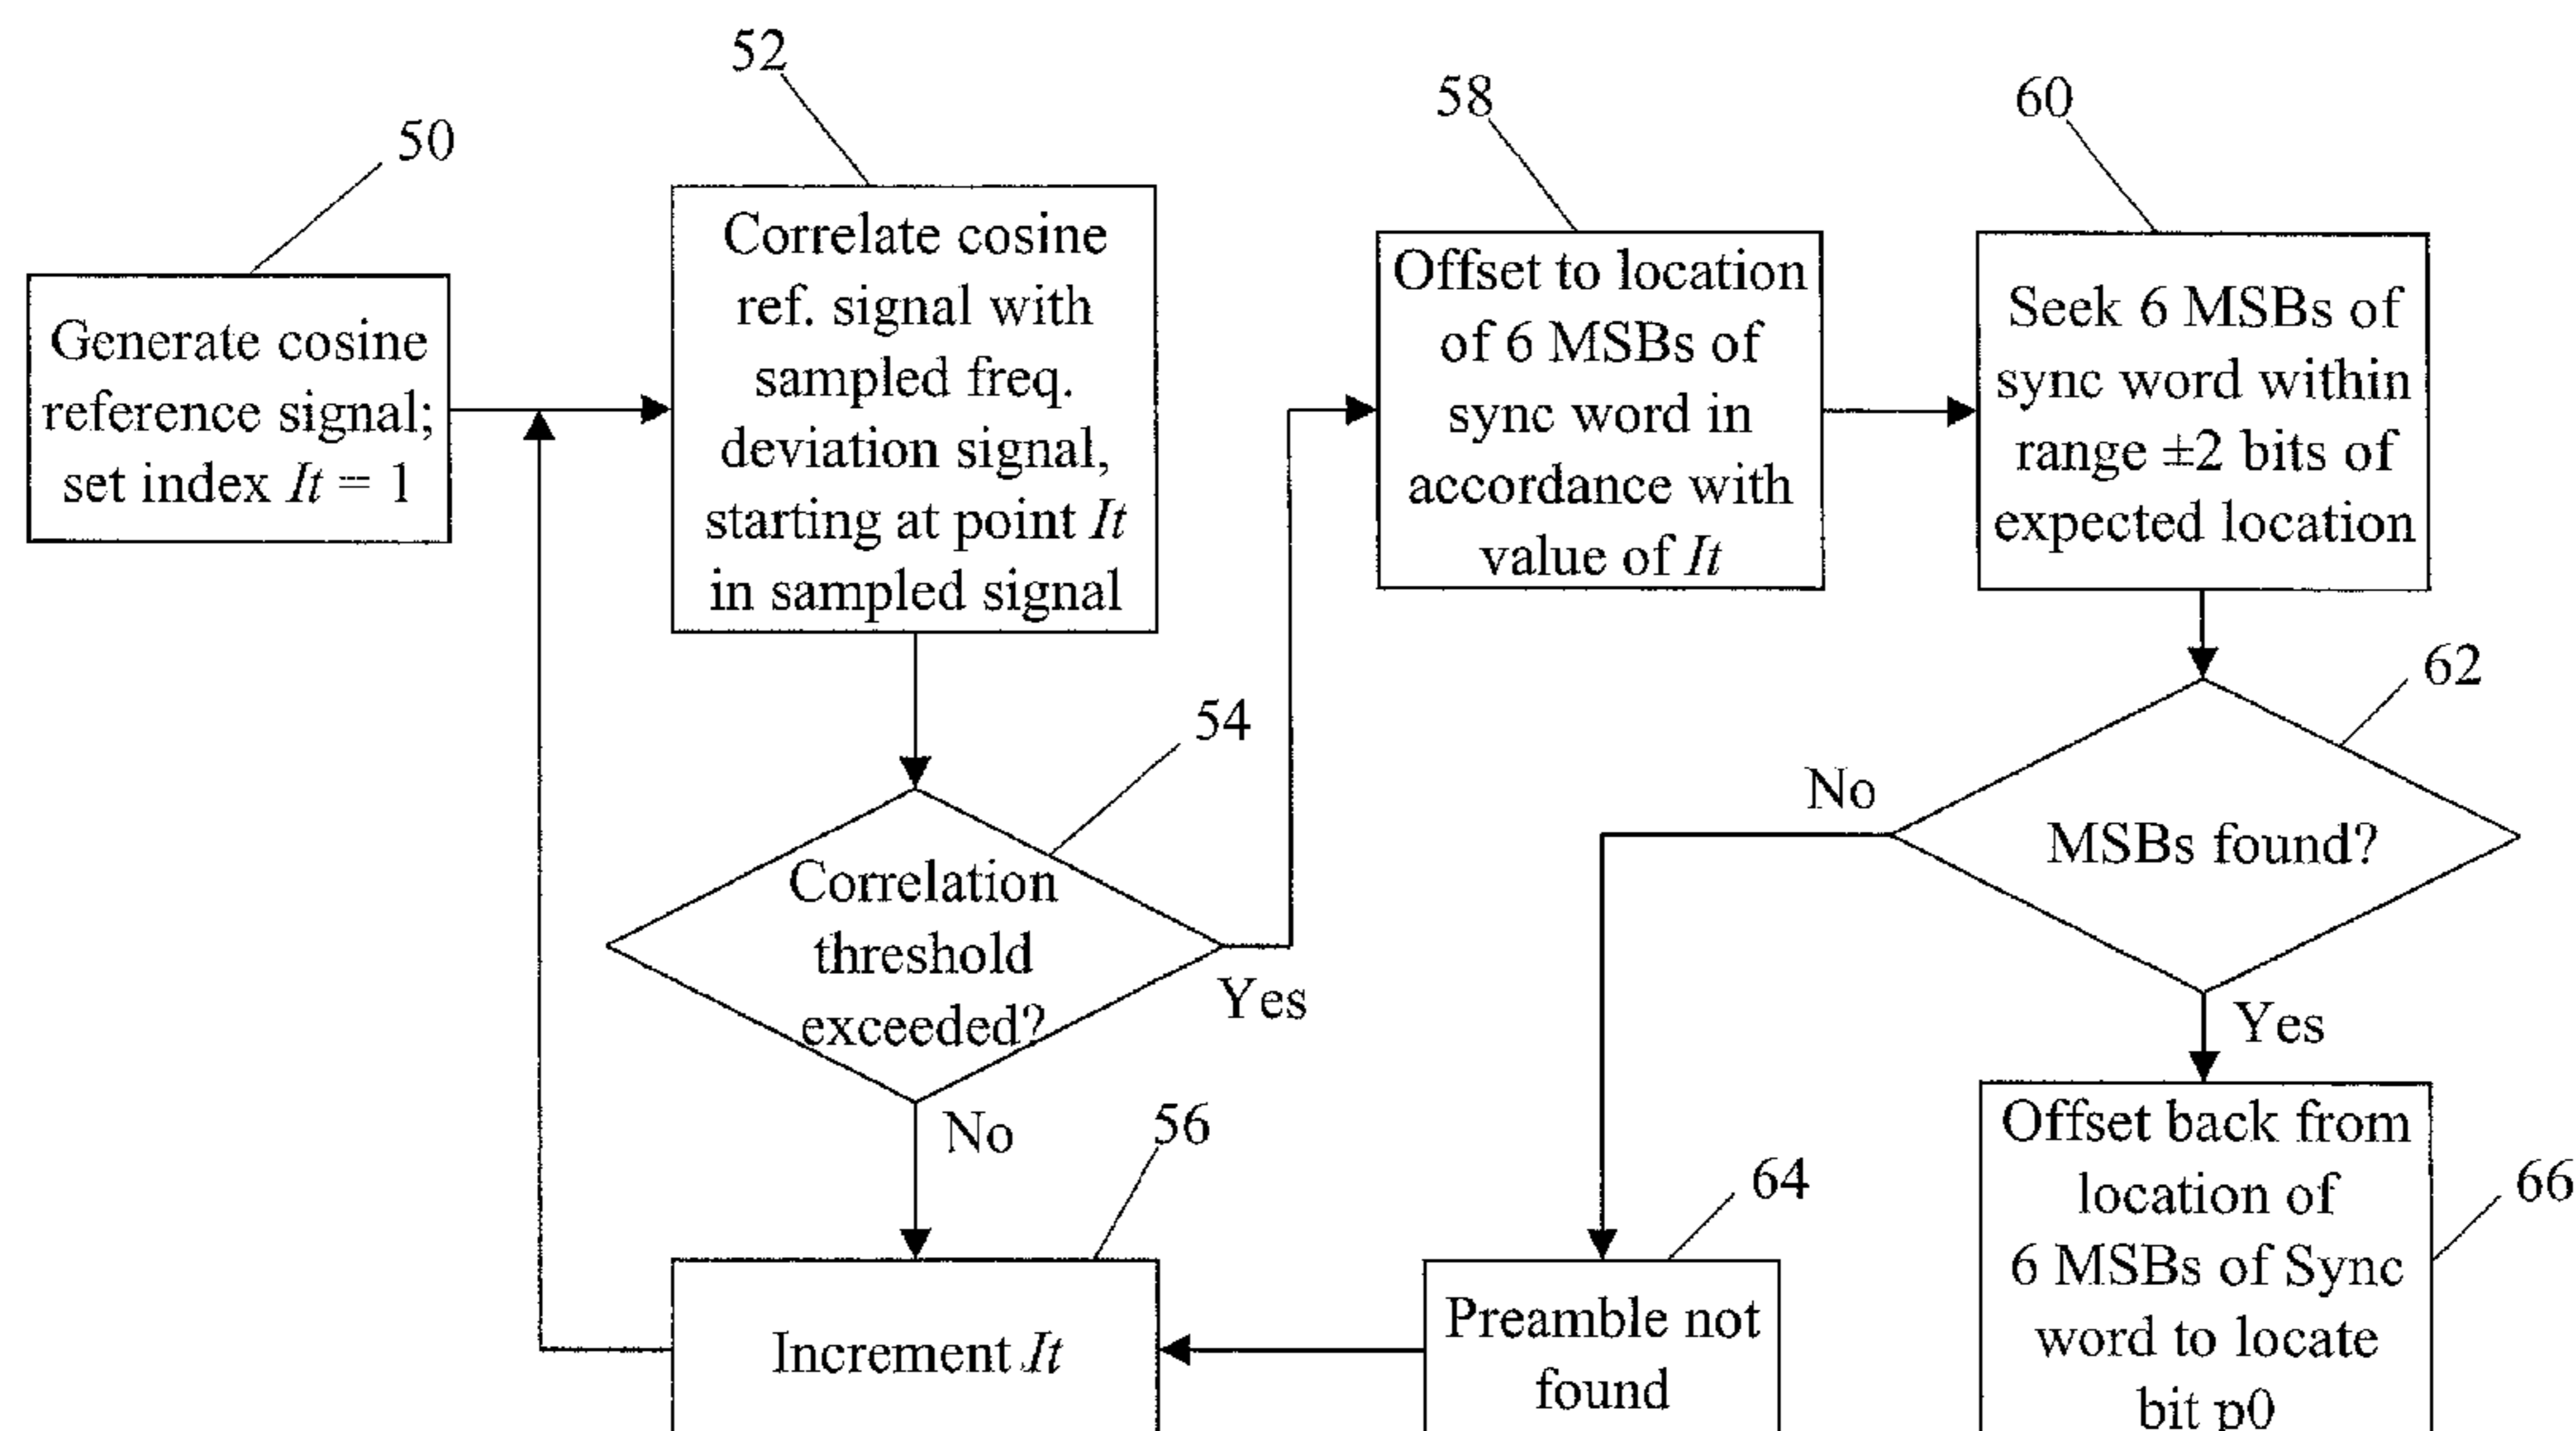 50
Generate cosine
reference signal;
set index It = 1
52
Correlate cosine
ref. signal with
sampled freq.
deviation signal,
starting at point It
in sampled signal
54
Correlation
threshold
exceeded?
Yes
No
56
Increment It
58
Offset to location
of 6 MSBs of
sync word in
accordance with
value of It
60
Seek 6 MSBs of
sync word within
range ±2 bits of
expected location
62
MSBs found?
No
Yes
64
Preamble not
found
66
Offset back from
location of
6 MSBs of Sync
word to locate
bit p0